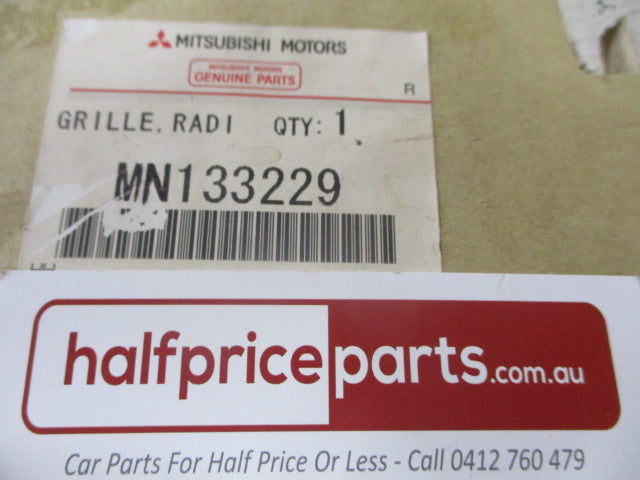 MITSUBISHI MOTORS
MITSUBISHI MOTORS
GENUINE PARTS
R
GRILLE,RADI QTY: 1
MN133229
halfpriceparts.com.au
Car Parts For Half Price Or Less - Call 0412 760 479